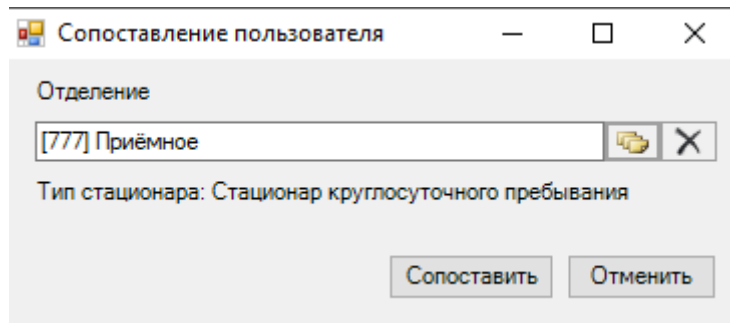 Сопоставление пользователя
Отделение
[777] Приёмное
Тип стационара: Стационар круглосуточного пребывания
Сопоставить Отменить